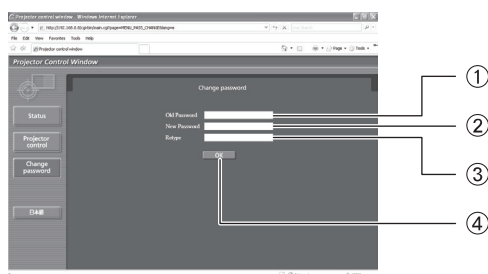 Projector control window - Windows Internet Explorer
File Edit View Favorites Tools Help
Projector control window
Page Tools
Projector Control Window
Change password
Status
Old Password
New Password
Retype
Projector
control
OK
Change
password
日本語
1
2
3
4